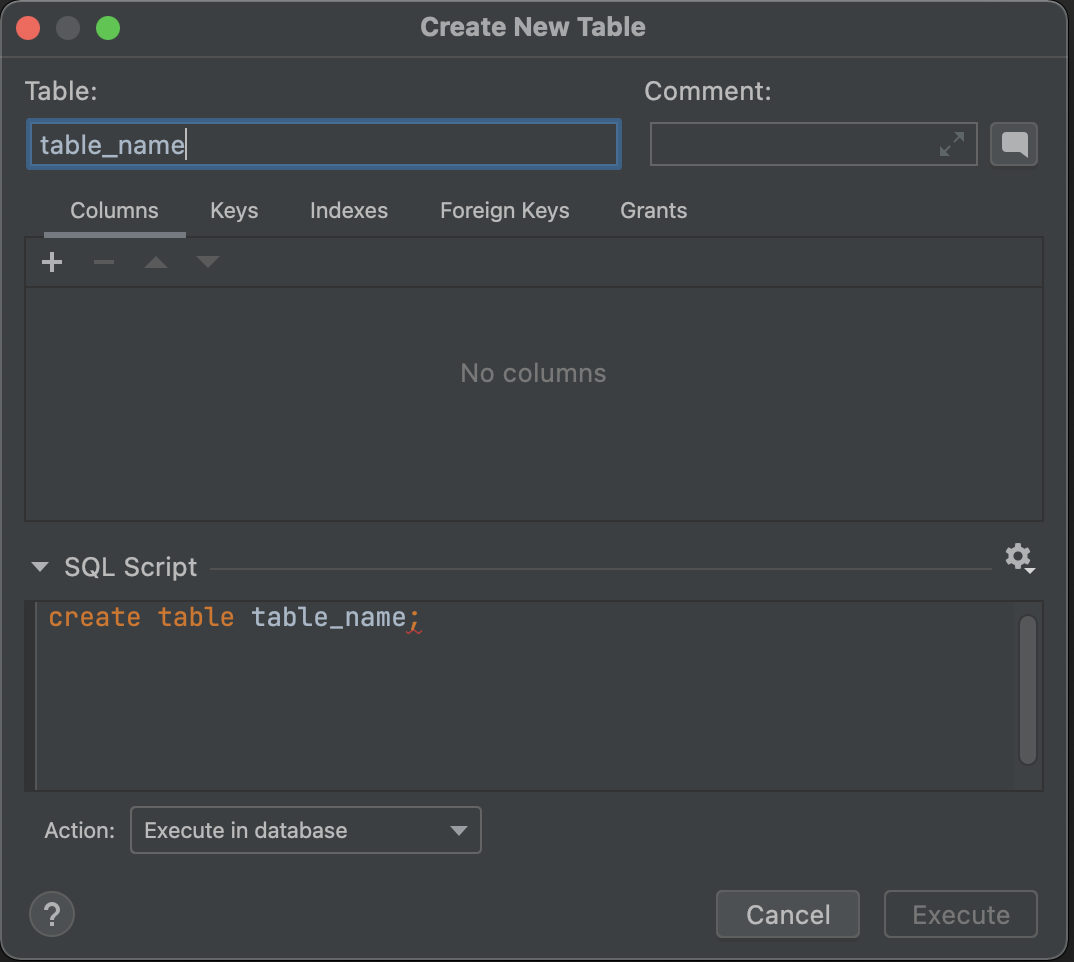 Create New Table
Table: Comment:
table_name
Columns Keys Indexes Foreign Keys Grants
No columns
SQL Script
create table table_name;
Action: Execute in database
? Cancel Execute